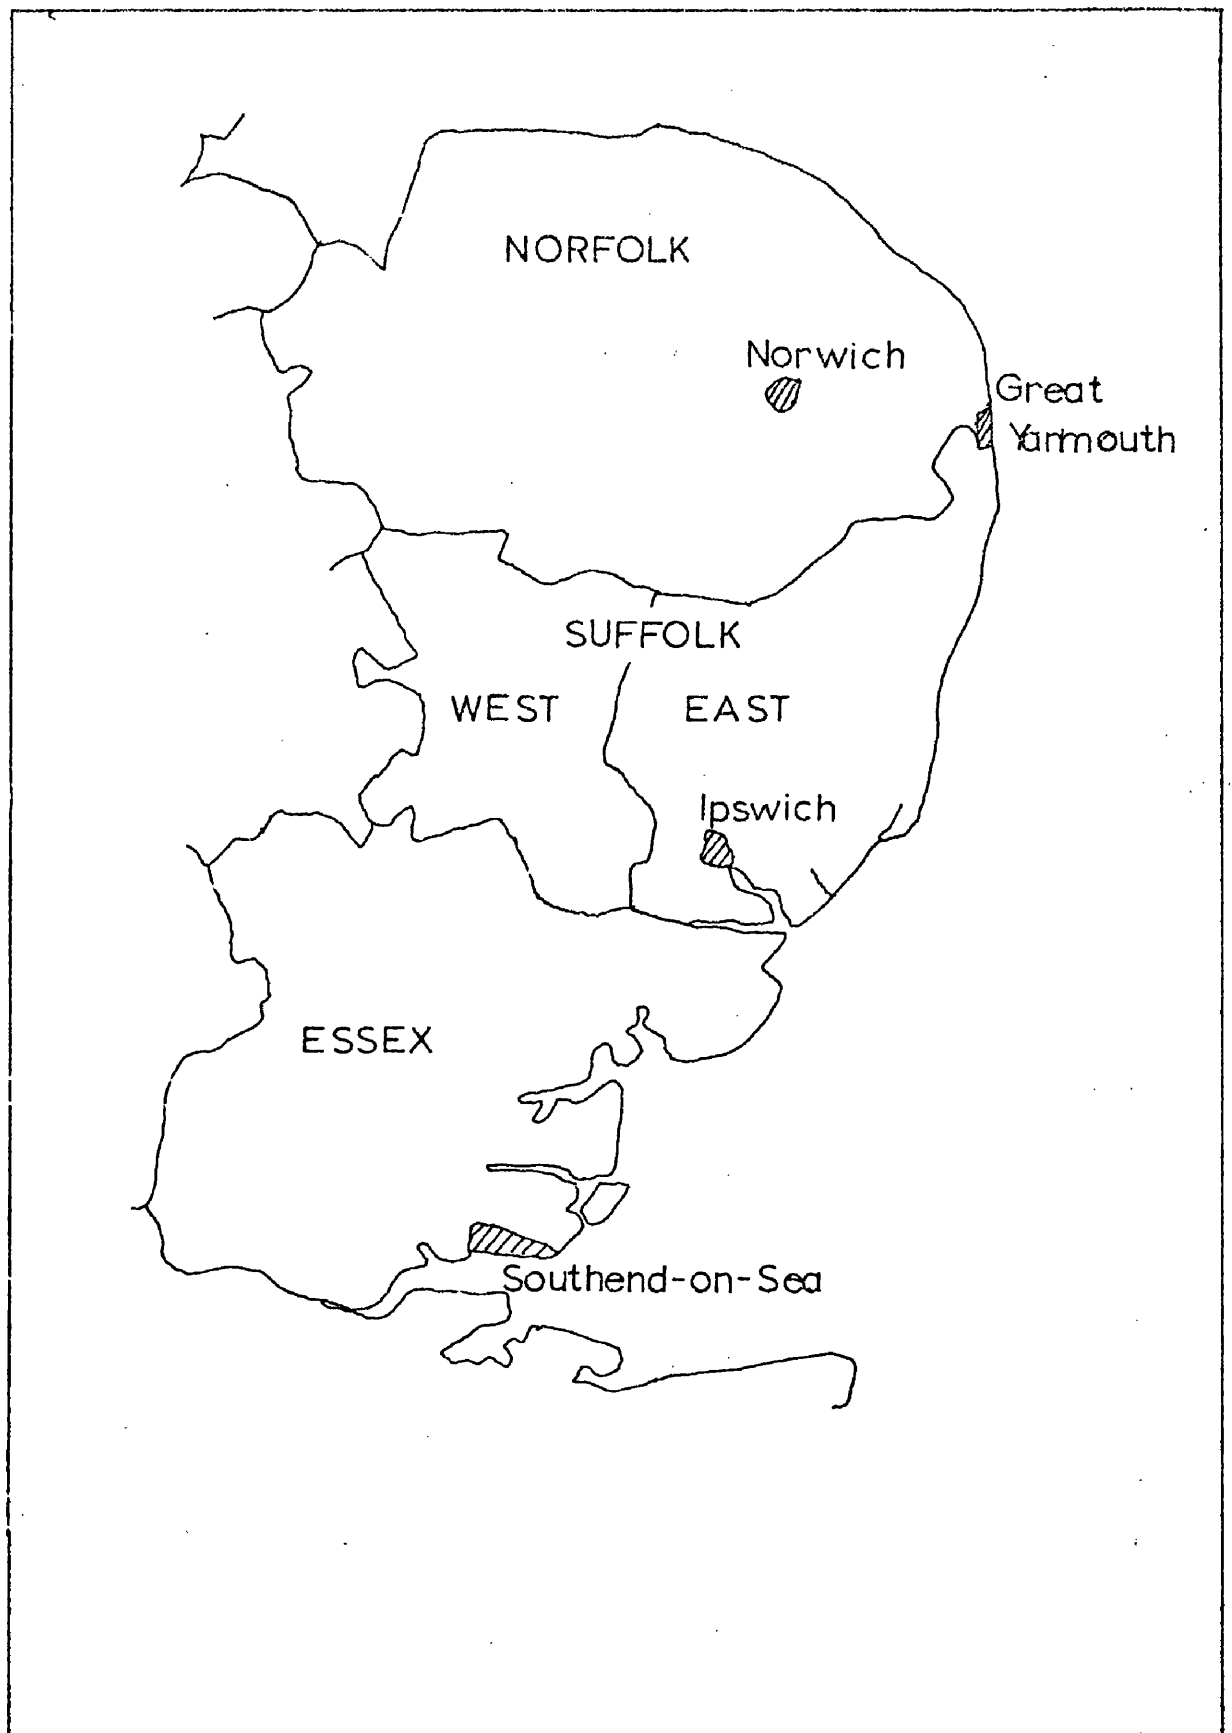 NORFOLK
Norwich
Great
Yarmouth
SUFFOLK
WEST EAST
Ipswich
ESSEX
Southend-on-Sea